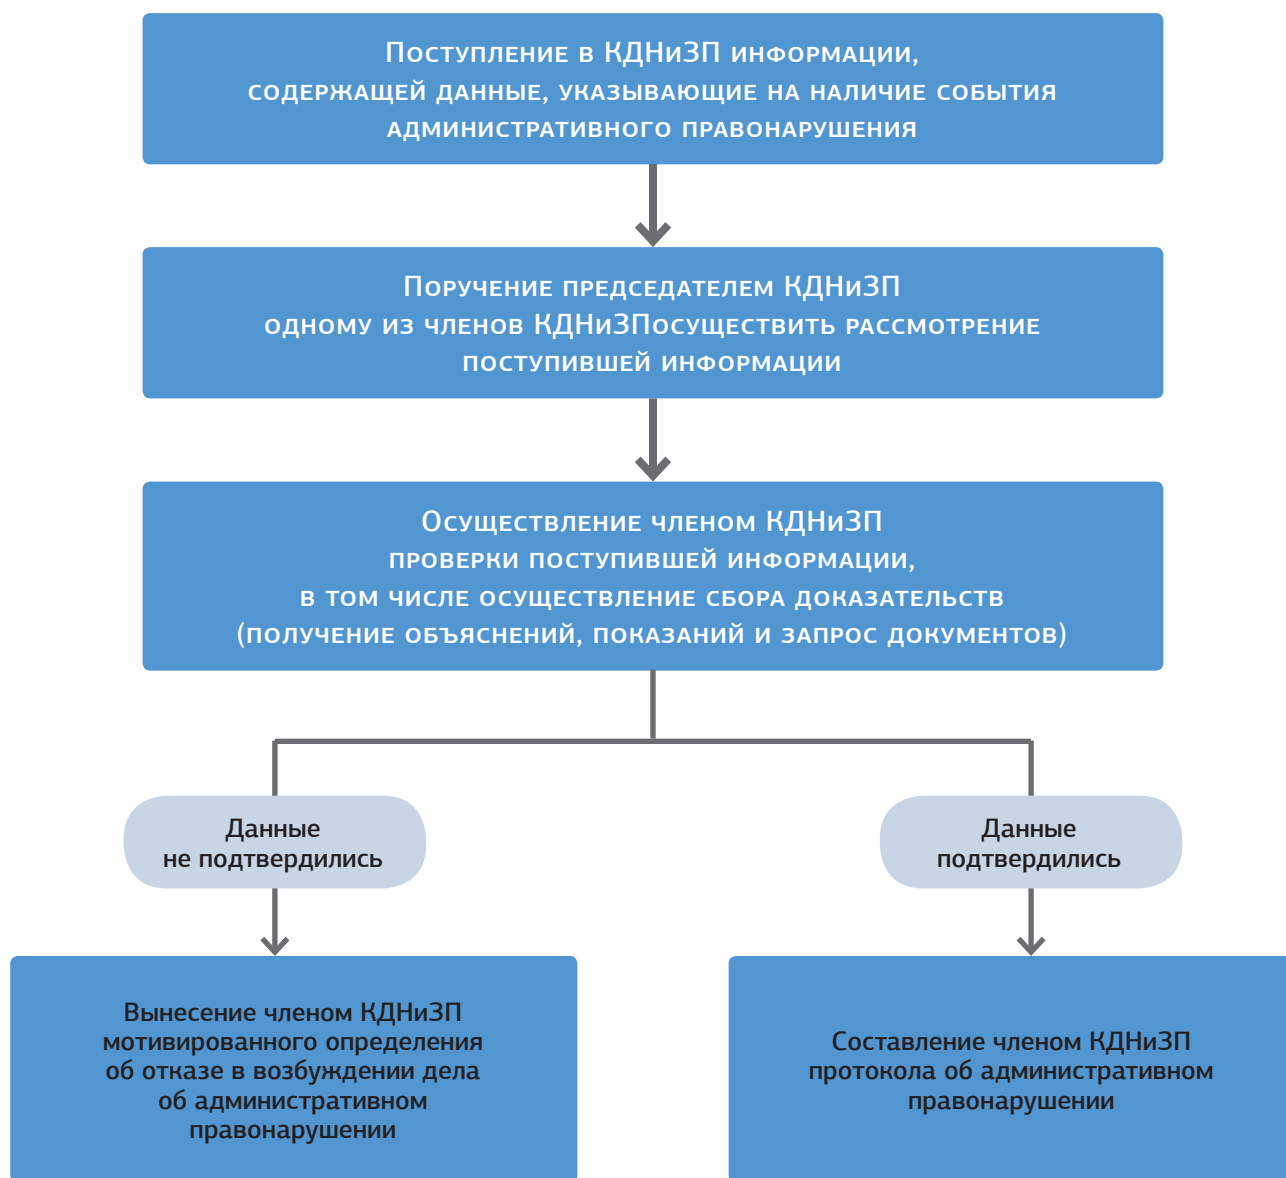 Поступление в КДНиЗП информации,
содержащей данные, указывающие на наличие события
административного правонарушения
Поручение председателем КДНиЗП
одному из членов КДНиЗПосуществить рассмотрение
поступившей информации
Осуществление членом КДНиЗП
проверки поступившей информации,
в том числе осуществление сбора доказательств
(получение объяснений, показаний и запрос документов)
Данные
не подтвердились
Данные
подтвердились
Вынесение членом КДНиЗП
мотивированного определения
об отказе в возбуждении дела
об административном
правонарушении
Составление членом КДНиЗП
протокола об административном
правонарушении